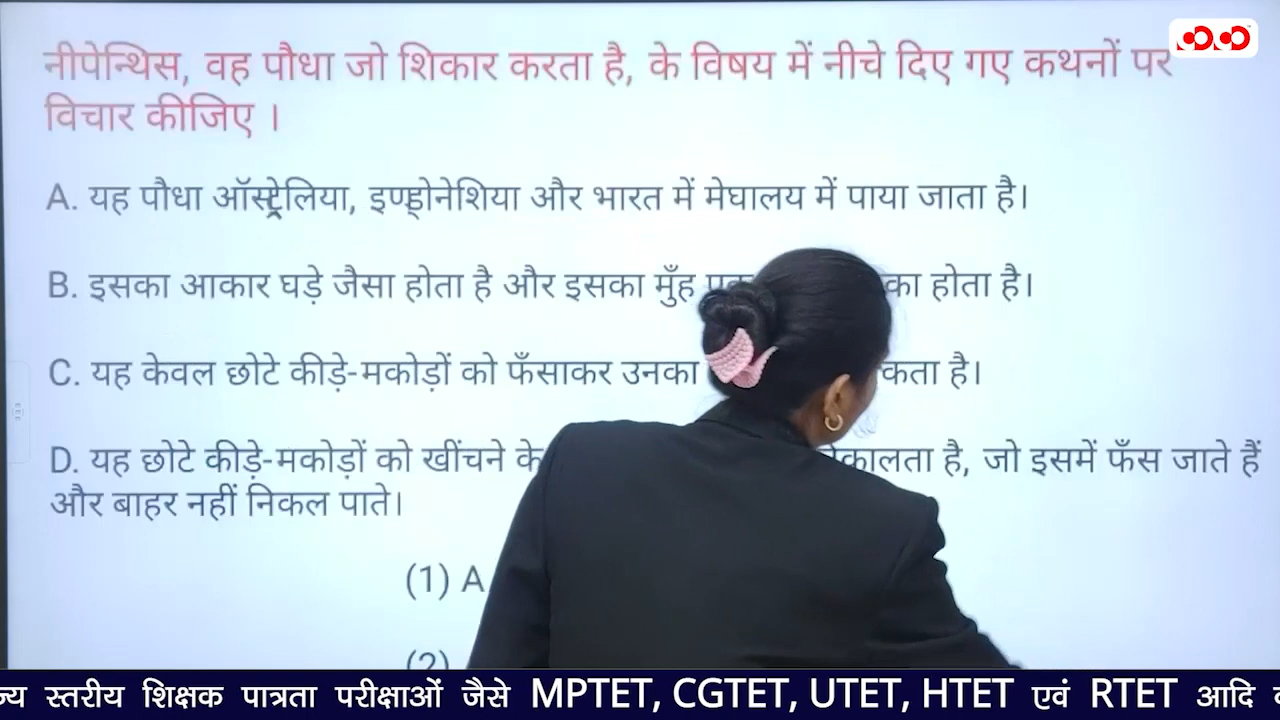 नीपेन्थिस, वह पौधा जो शिकार करता है, के विषय में नीचे दिए गए कथनों पर
विचार कीजिए ।
A. यह पौधा ऑस्ट्रेलिया, इण्डोनेशिया और भारत में मेघालय में पाया जाता है।
B. इसका आकार घड़े जैसा होता है और इसका मुँह होता है।
C. यह केवल छोटे कीड़े-मकोड़ों को फँसाकर उनका है।
D. यह छोटे कीड़े-मकोड़ों को खींचने के है, जो इसमें फँस जाते हैं
और बाहर नहीं निकल पाते।
(1) A
(2)
स्तरीय शिक्षक पात्रता परीक्षाओं जैसे MPTET, CGTET, UTET, HTET एवं RTET आदि